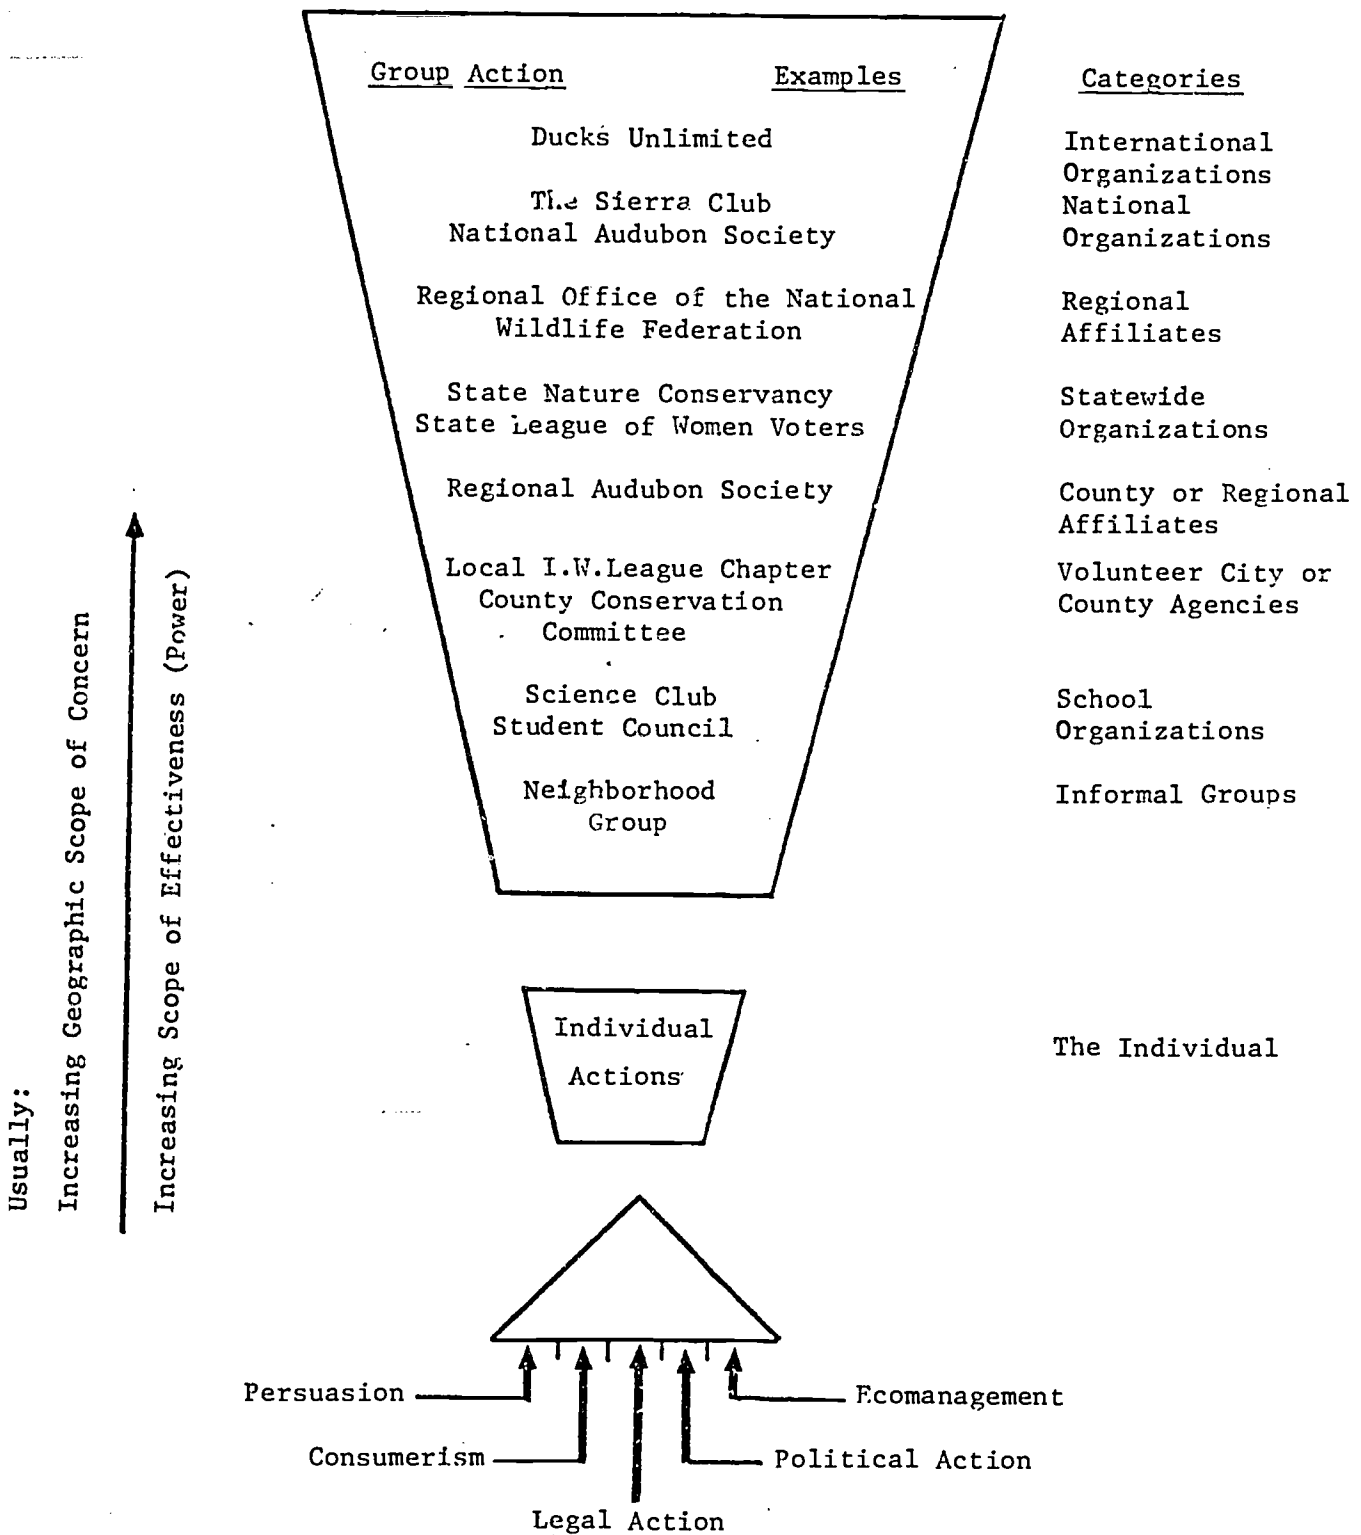 Group Action Examples Categories
Ducks Unlimited International
Organizations
The Sierra Club National
National Audubon Society Organizations
Regional Office of the National Regional
Wildlife Federation Affiliates
State Nature Conservancy Statewide
State League of Women Voters Organizations
Regional Audubon Society County or Regional
Affiliates
Local I.W.League Chapter Volunteer City or
County Conservation County Agencies
Committee
Science Club School
Student Council Organizations
Neighborhood Informal Groups
Group
Usually:
Increasing Geographic Scope of Concern
Increasing Scope of Effectiveness (Power)
Individual The Individual
Actions
Persuasion Ecomanagement
Consumerism Political Action
Legal Action